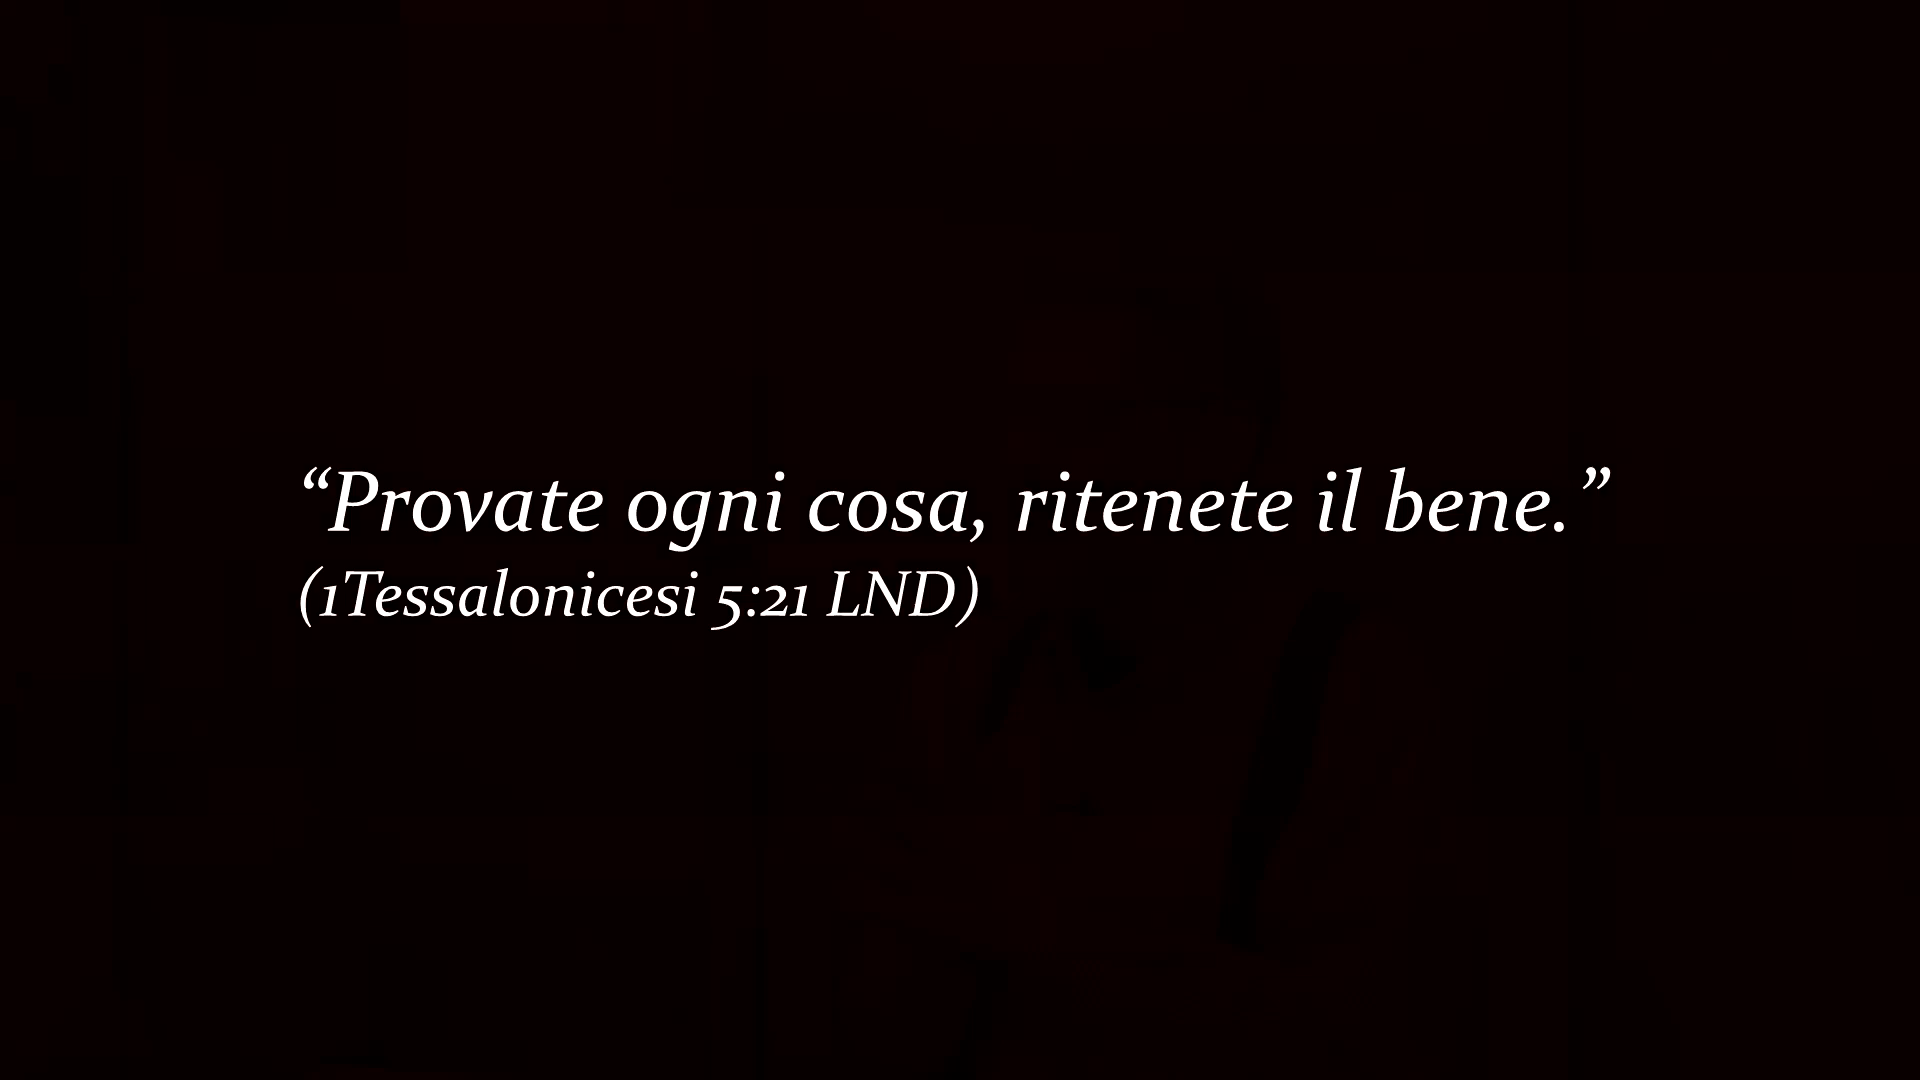 “Provate ogni cosa, ritenete il bene.”
(1Tessalonicesi 5:21 LND)